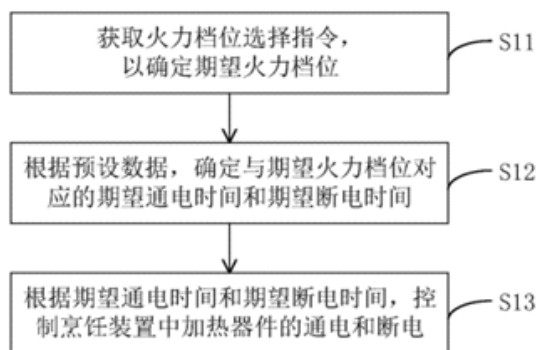 获取火力档位选择指令，
以确定期望火力档位
S11
根据预设数据，确定与期望火力档位对
应的期望通电时间和期望断电时间
S12
根据期望通电时间和期望断电时间，控
制烹饪装置中加热器件的通电和断电
S13